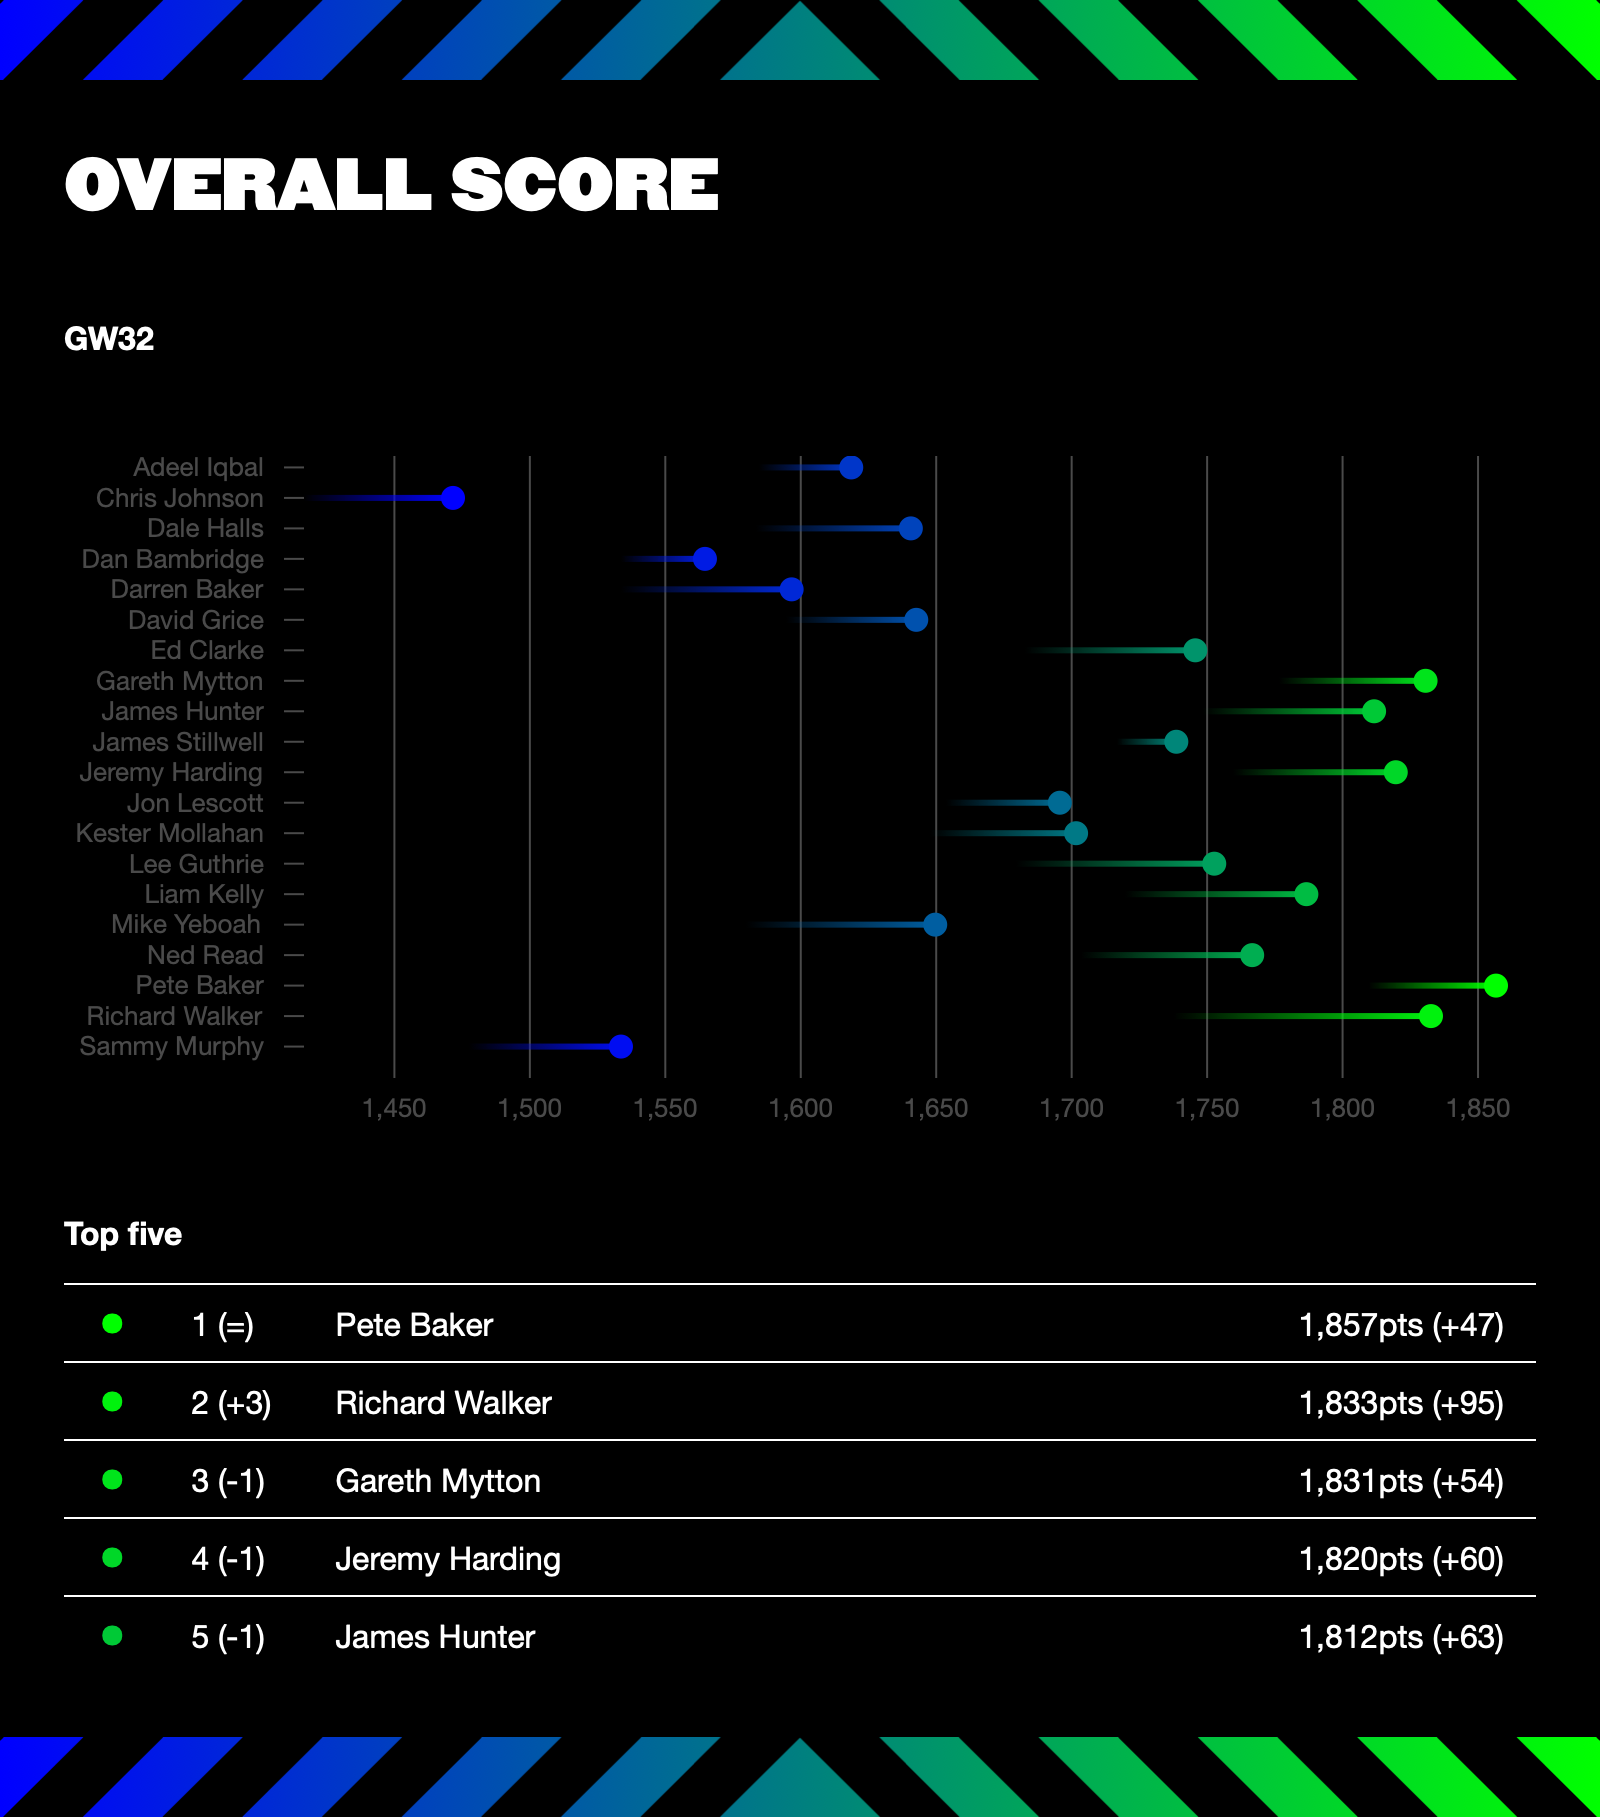 OVERALL SCORE
GW32
Adeel Iqbal
Chris Johnson
Dale Halls
Dan Bambridge
Darren Baker
David Grice
Ed Clarke
Gareth Mytton
James Hunter
James Stillwell
Jeremy Harding
Jon Lescott
Kester Mollahan
Lee Guthrie
Liam Kelly
Mike Yeboah
Ned Read
Pete Baker
Richard Walker
Sammy Murphy
1,450 1,500 1,550 1,600 1,650 1,700 1,750 1,800 1,850
Top five
1 (=) Pete Baker 1,857pts (+47)
2 (+3) Richard Walker 1,833pts (+95)
3 (-1) Gareth Mytton 1,831pts (+54)
4 (-1) Jeremy Harding 1,820pts (+60)
5 (-1) James Hunter 1,812pts (+63)